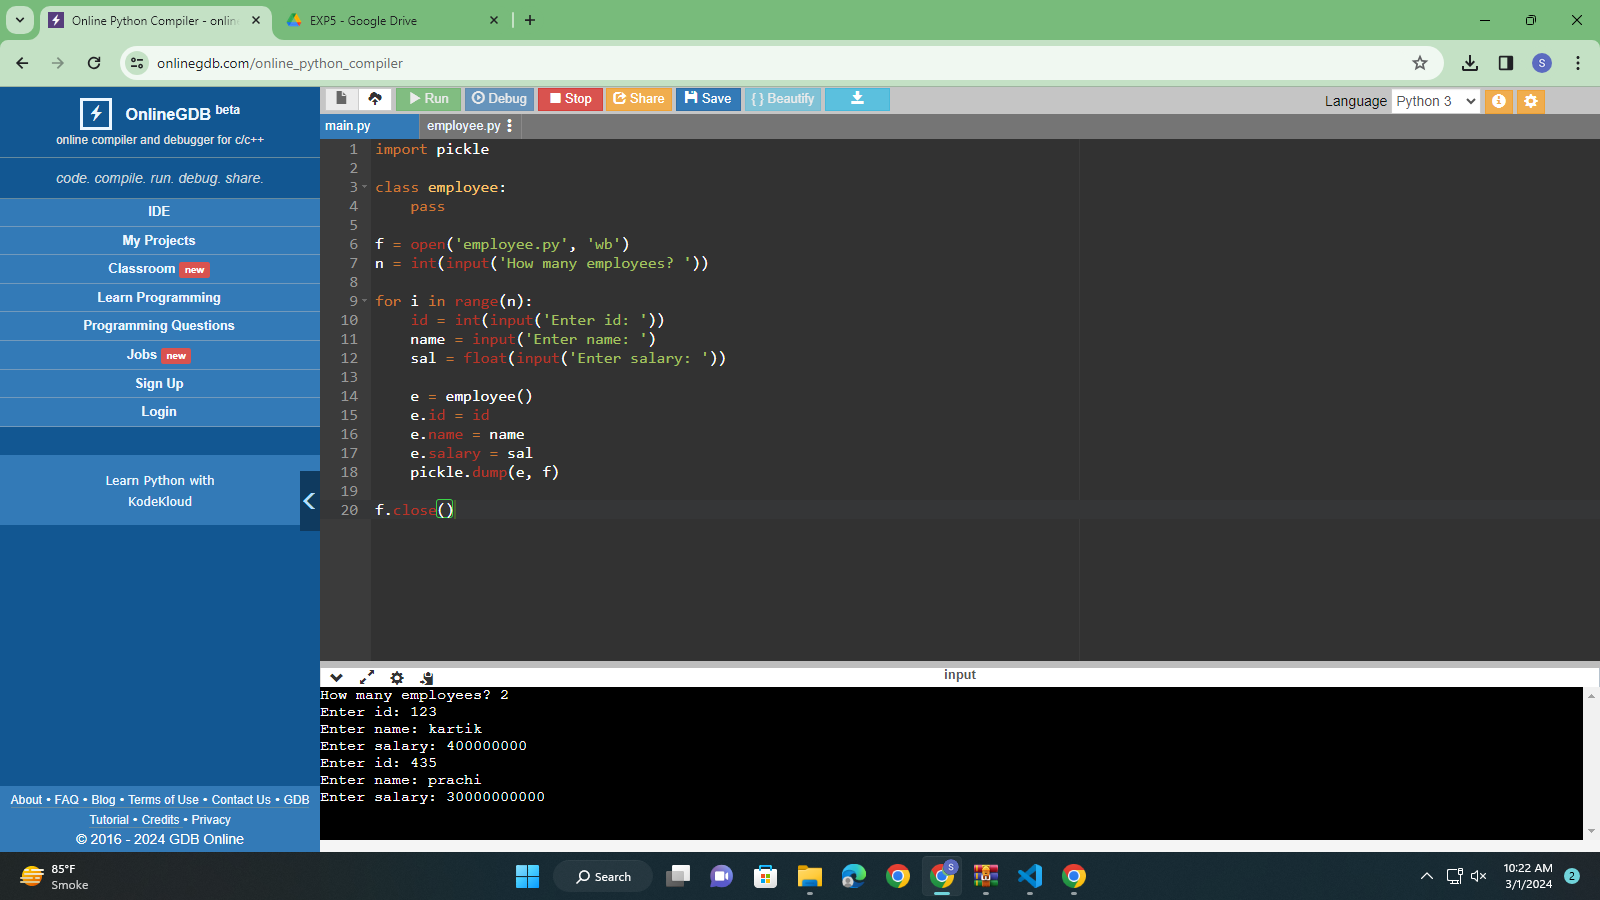 Online Python Compiler - onlin
EXP5 - Google Drive
onlinegdb.com/online_python_compiler
S
OnlineGDB beta
online compiler and debugger for c/c++
code. compile. run. debug. share.
IDE
My Projects
Classroom new
Learn Programming
Programming Questions
Jobs new
Sign Up
Login
Learn Python with
KodeKloud
About • FAQ • Blog • Terms of Use • Contact Us • GDB
Tutorial • Credits • Privacy
© 2016 - 2024 GDB Online
Run Debug Stop Share Save { } Beautify
Language Python 3
main.py employee.py
1 import pickle
2
3 class employee:
4     pass
5
6 f = open('employee.py', 'wb')
7 n = int(input('How many employees? '))
8
9 for i in range(n):
10     id = int(input('Enter id: '))
11     name = input('Enter name: ')
12     sal = float(input('Enter salary: '))
13
14     e = employee()
15     e.id = id
16     e.name = name
17     e.salary = sal
18     pickle.dump(e, f)
19
20 f.close()
input
How many employees? 2
Enter id: 123
Enter name: kartik
Enter salary: 400000000
Enter id: 435
Enter name: prachi
Enter salary: 30000000000
85°F
Smoke
Search
S
10:22 AM
3/1/2024
2